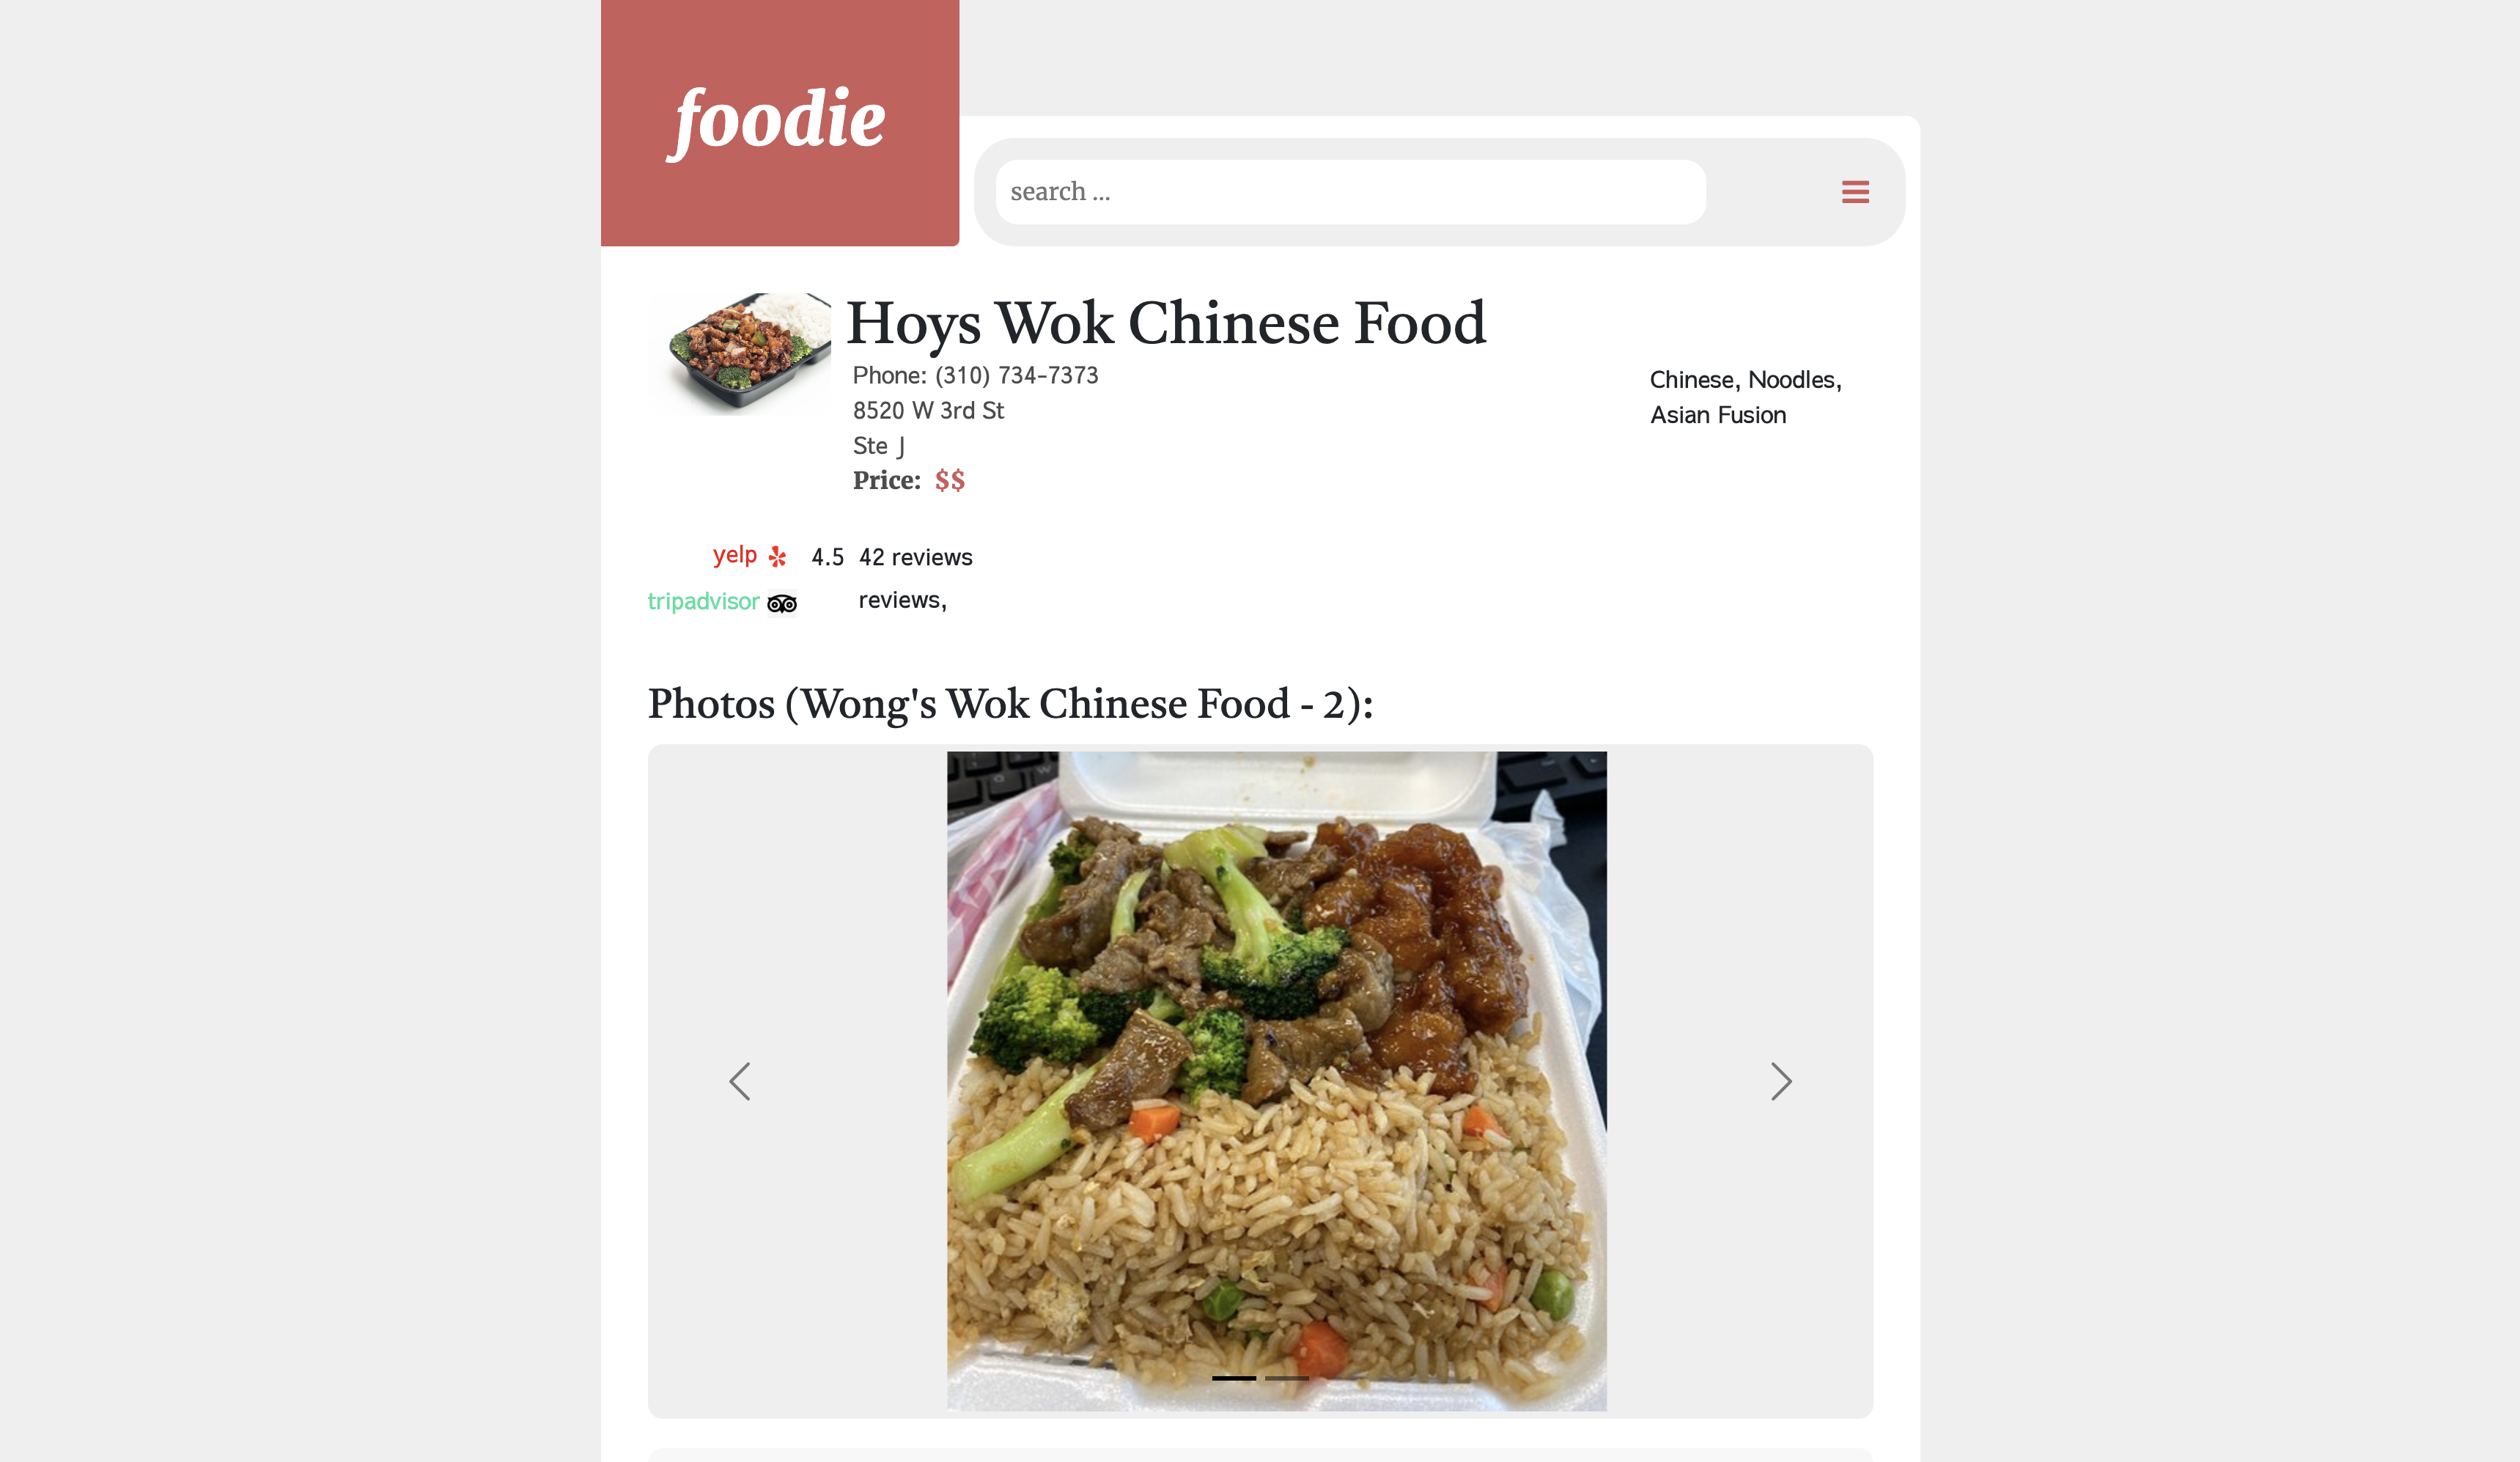 foodie
search ...
Hoys Wok Chinese Food
Phone: (310) 734-7373
8520 W 3rd St
Ste J
Price: $$
Chinese, Noodles,
Asian Fusion
yelp 4.5 42 reviews
tripadvisor reviews,
Photos (Wong's Wok Chinese Food - 2):